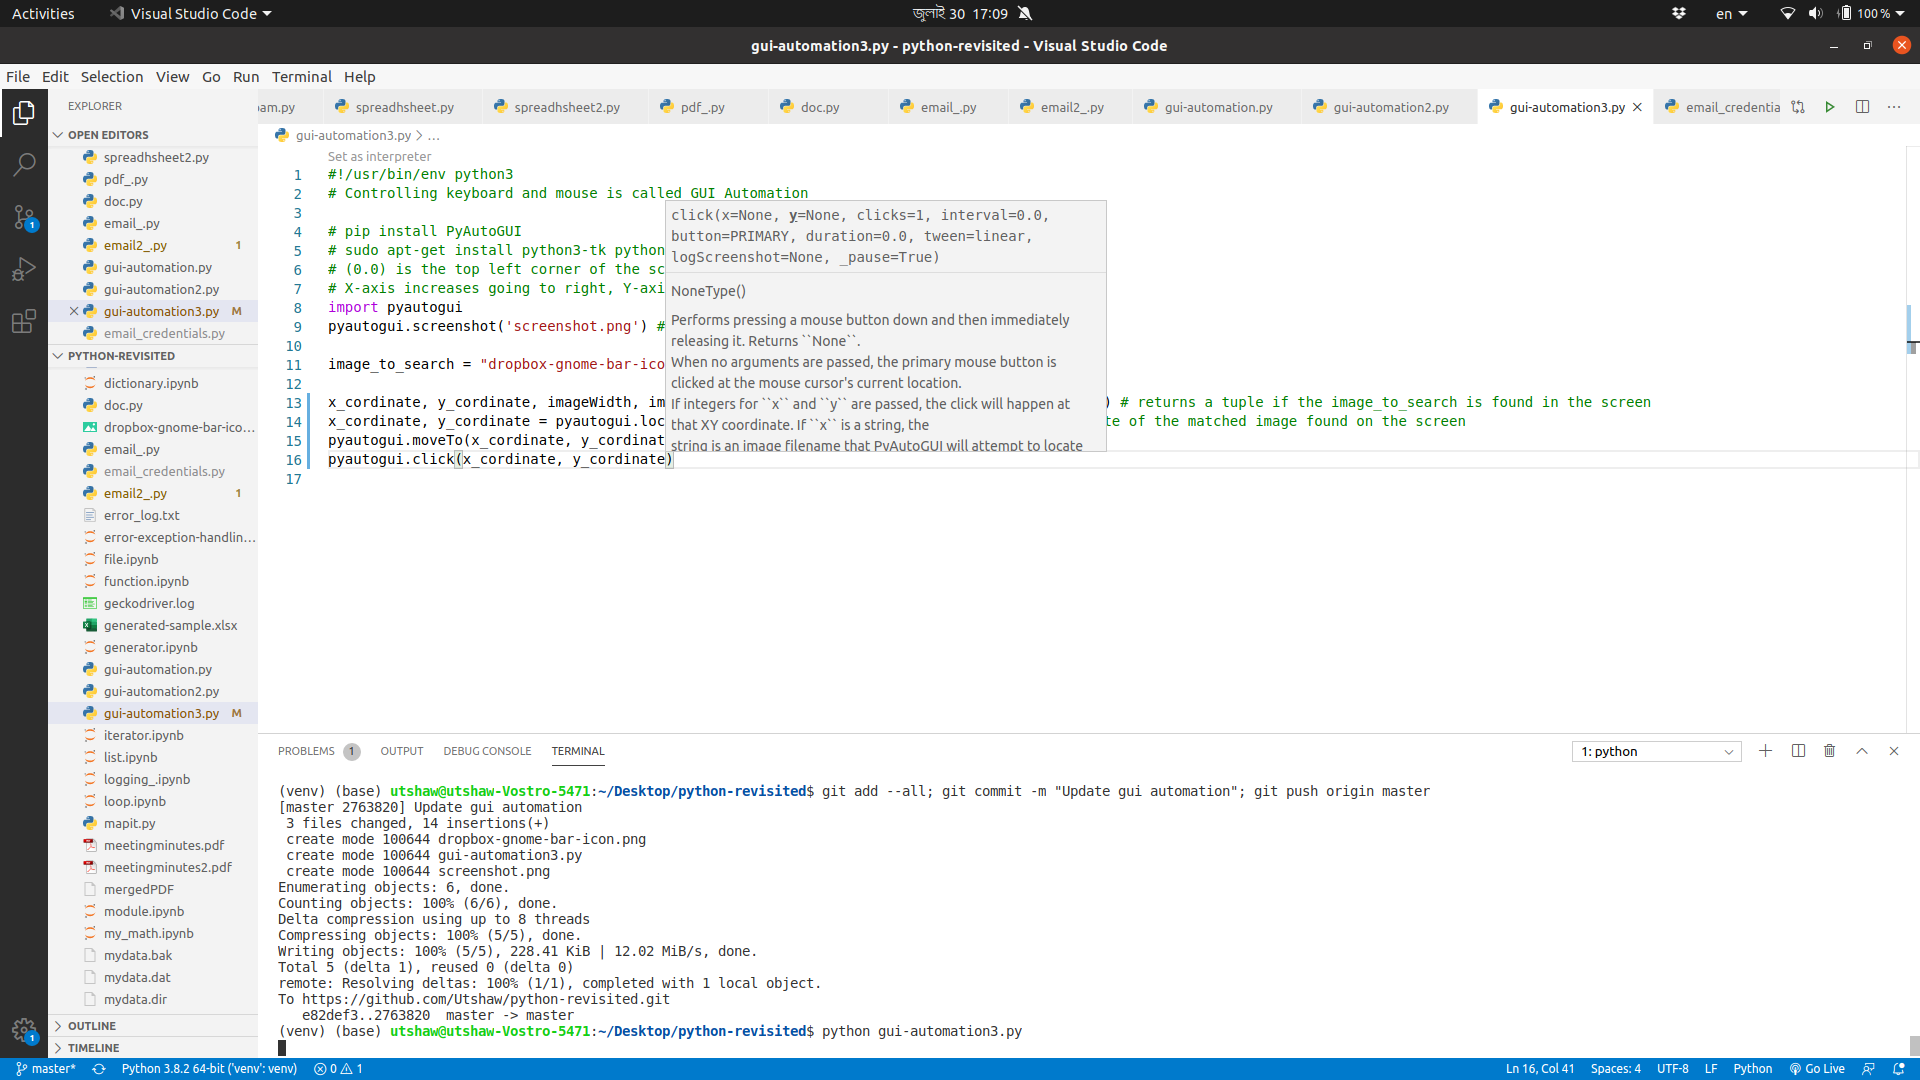 Activities
Visual Studio Code
জুলাই 30 17:09
en
100 %
gui-automation3.py - python-revisited - Visual Studio Code
File Edit Selection View Go Run Terminal Help
EXPLORER
OPEN EDITORS
spreadhsheet2.py
pdf_.py
doc.py
email_.py
email2_.py 1
gui-automation.py
gui-automation2.py
gui-automation3.py M
email_credentials.py
PYTHON-REVISITED
dictionary.ipynb
doc.py
dropbox-gnome-bar-ico...
email_.py
email_credentials.py
email2_.py 1
error_log.txt
error-exception-handlin...
file.ipynb
function.ipynb
geckodriver.log
generated-sample.xlsx
generator.ipynb
gui-automation.py
gui-automation2.py
gui-automation3.py M
iterator.ipynb
list.ipynb
logging_.ipynb
loop.ipynb
mapit.py
meetingminutes.pdf
meetingminutes2.pdf
mergedPDF
module.ipynb
my_math.ipynb
mydata.bak
mydata.dat
mydata.dir
OUTLINE
TIMELINE
1
1
am.py spreadhsheet.py spreadhsheet2.py pdf_.py doc.py email_.py email2_.py gui-automation.py gui-automation2.py gui-automation3.py email_credentia
gui-automation3.py > ...
Set as interpreter
1 #!/usr/bin/env python3
2 # Controlling keyboard and mouse is called GUI Automation
3
4 # pip install PyAutoGUI
5 # sudo apt-get install python3-tk python
6 # (0.0) is the top left corner of the sc
7 # X-axis increases going to right, Y-axi
8 import pyautogui
9 pyautogui.screenshot('screenshot.png') #
10
11 image_to_search = "dropbox-gnome-bar-ico
12
13 x_cordinate, y_cordinate, imageWidth, im ) # returns a tuple if the image_to_search is found in the screen
14 x_cordinate, y_cordinate = pyautogui.loc te of the matched image found on the screen
15 pyautogui.moveTo(x_cordinate, y_cordinat
16 pyautogui.click(x_cordinate, y_cordinate)
17
click(x=None, y=None, clicks=1, interval=0.0,
button=PRIMARY, duration=0.0, tween=linear,
logScreenshot=None, _pause=True)
NoneType()
Performs pressing a mouse button down and then immediately
releasing it. Returns ``None``.
When no arguments are passed, the primary mouse button is
clicked at the mouse cursor's current location.
If integers for ``x`` and ``y`` are passed, the click will happen at
that XY coordinate. If ``x`` is a string, the
string is an image filename that PyAutoGUI will attempt to locate
PROBLEMS 1 OUTPUT DEBUG CONSOLE TERMINAL
1: python
(venv) (base) utshaw@utshaw-Vostro-5471:~/Desktop/python-revisited$ git add --all; git commit -m "Update gui automation"; git push origin master
[master 2763820] Update gui automation
3 files changed, 14 insertions(+)
create mode 100644 dropbox-gnome-bar-icon.png
create mode 100644 gui-automation3.py
create mode 100644 screenshot.png
Enumerating objects: 6, done.
Counting objects: 100% (6/6), done.
Delta compression using up to 8 threads
Compressing objects: 100% (5/5), done.
Writing objects: 100% (5/5), 228.41 KiB | 12.02 MiB/s, done.
Total 5 (delta 1), reused 0 (delta 0)
remote: Resolving deltas: 100% (1/1), completed with 1 local object.
To https://github.com/Utshaw/python-revisited.git
e82def3..2763820 master -> master
(venv) (base) utshaw@utshaw-Vostro-5471:~/Desktop/python-revisited$ python gui-automation3.py
master* Python 3.8.2 64-bit ('venv': venv) 0 1
Ln 16, Col 41 Spaces: 4 UTF-8 LF Python Go Live